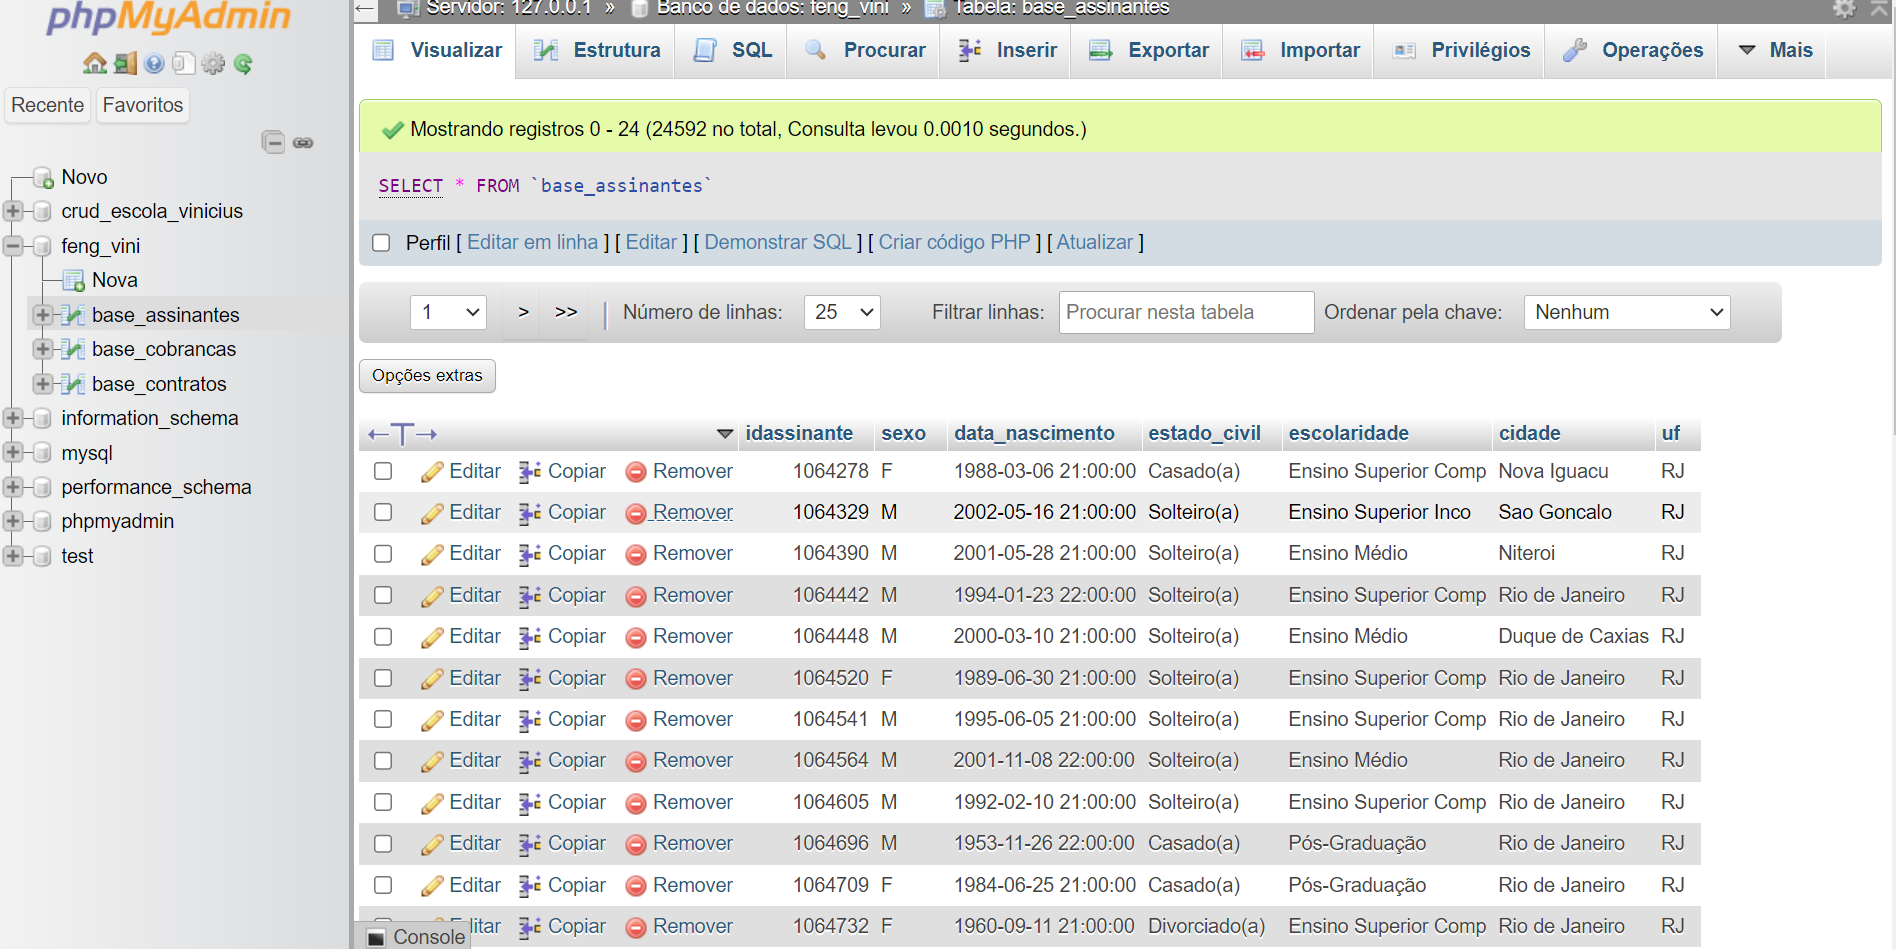 phpMyAdmin
Recente Favoritos
Novo
crud_escola_vinicius
feng_vini
Nova
base_assinantes
base_cobrancas
base_contratos
information_schema
mysql
performance_schema
phpmyadmin
test
Servidor: 127.0.0.1 » Banco de dados: feng_vini » Tabela: base_assinantes
Visualizar Estrutura SQL Procurar Inserir Exportar Importar Privilégios Operações Mais
Mostrando registros 0 - 24 (24592 no total, Consulta levou 0.0010 segundos.)
SELECT * FROM `base_assinantes`
Perfil [ Editar em linha ] [ Editar ] [ Demonstrar SQL ] [ Criar código PHP ] [ Atualizar ]
1 > >> | Número de linhas: 25 Filtrar linhas: Procurar nesta tabela Ordenar pela chave: Nenhum
Opções extras
←T→ idassinante sexo data_nascimento estado_civil escolaridade cidade uf
Editar Copiar Remover 1064278 F 1988-03-06 21:00:00 Casado(a) Ensino Superior Comp Nova Iguacu RJ
Editar Copiar Remover 1064329 M 2002-05-16 21:00:00 Solteiro(a) Ensino Superior Inco Sao Goncalo RJ
Editar Copiar Remover 1064390 M 2001-05-28 21:00:00 Solteiro(a) Ensino Médio Niteroi RJ
Editar Copiar Remover 1064442 M 1994-01-23 22:00:00 Solteiro(a) Ensino Superior Comp Rio de Janeiro RJ
Editar Copiar Remover 1064448 M 2000-03-10 21:00:00 Solteiro(a) Ensino Médio Duque de Caxias RJ
Editar Copiar Remover 1064520 F 1989-06-30 21:00:00 Solteiro(a) Ensino Superior Comp Rio de Janeiro RJ
Editar Copiar Remover 1064541 M 1995-06-05 21:00:00 Solteiro(a) Ensino Superior Comp Rio de Janeiro RJ
Editar Copiar Remover 1064564 M 2001-11-08 22:00:00 Solteiro(a) Ensino Médio Rio de Janeiro RJ
Editar Copiar Remover 1064605 M 1992-02-10 21:00:00 Solteiro(a) Ensino Superior Comp Rio de Janeiro RJ
Editar Copiar Remover 1064696 M 1953-11-26 22:00:00 Casado(a) Pós-Graduação Rio de Janeiro RJ
Editar Copiar Remover 1064709 F 1984-06-25 21:00:00 Casado(a) Pós-Graduação Rio de Janeiro RJ
Editar Copiar Remover 1064732 F 1960-09-11 21:00:00 Divorciado(a) Ensino Superior Comp Rio de Janeiro RJ
Console